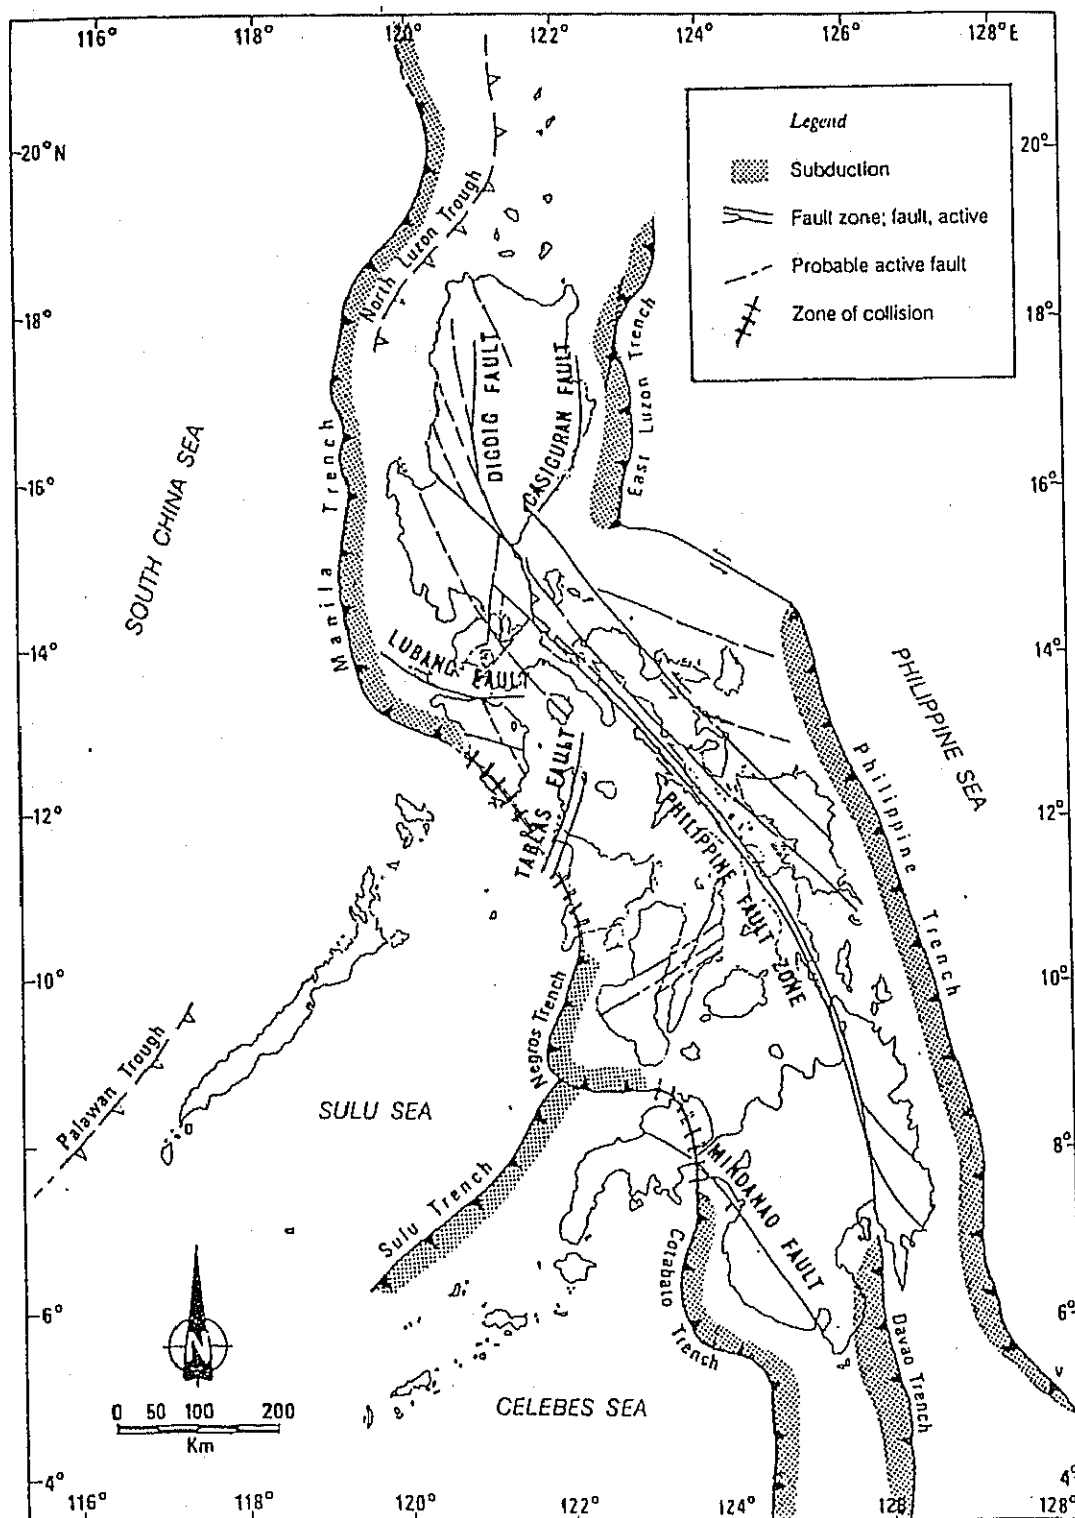 116°
118°
120°
122°
124°
126°
128°E
Legend
Subduction
Fault zone; fault, active
Probable active fault
Zone of collision
20°N
20°
North Luzon Trough
18°
18°
East Luzon Trench
DIGDIG FAULT
CASIGURAN FAULT
Manila Trench
SOUTH CHINA SEA
16°
16°
14°
14°
LUBANG FAULT
PHILIPPINE SEA
TABLAS FAULT
PHILIPPINE FAULT ZONE
Philippine Trench
12°
12°
10°
10°
Negros Trench
Palawan Trough
SULU SEA
8°
8°
Sulu Trench
MINDANAO FAULT
Cotabato Trench
Davao Trench
6°
6°
N
V
0 50 100 200
Km
CELEBES SEA
4°
4°
116°
118°
120°
122°
124°
128°
128°